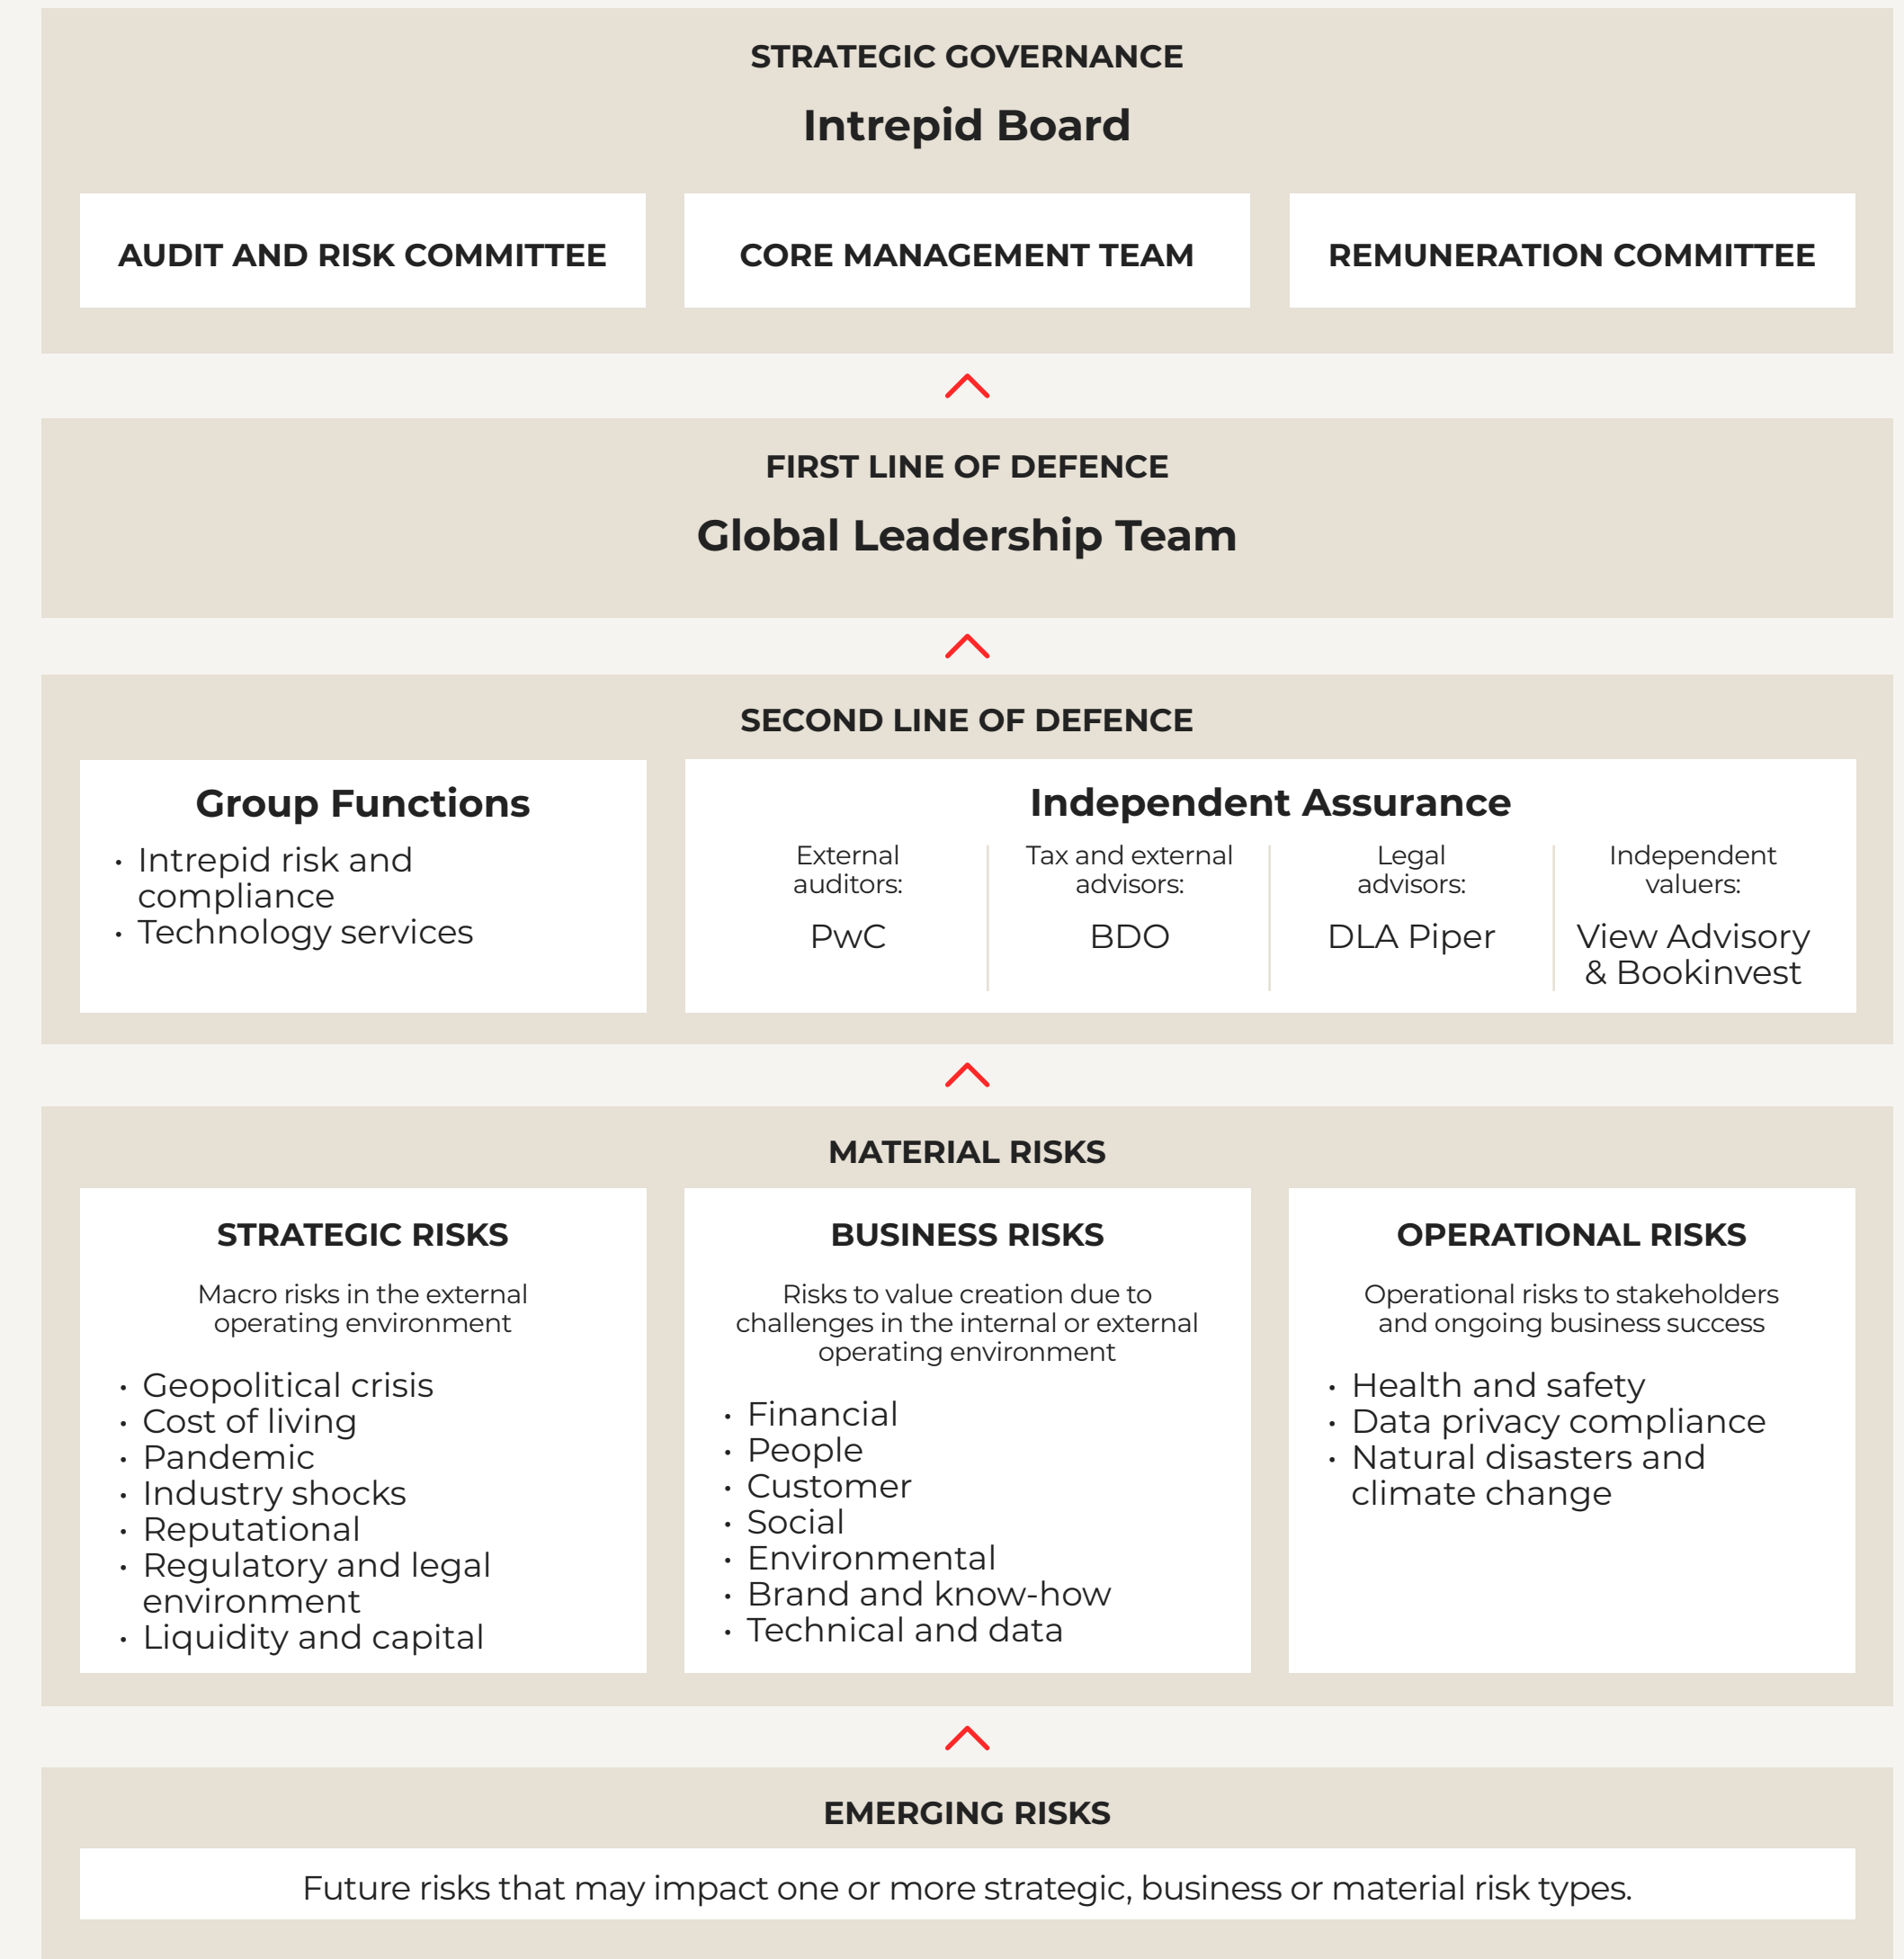 STRATEGIC GOVERNANCE
Intrepid Board
AUDIT AND RISK COMMITTEE
CORE MANAGEMENT TEAM
REMUNERATION COMMITTEE
FIRST LINE OF DEFENCE
Global Leadership Team
SECOND LINE OF DEFENCE
Group Functions
• Intrepid risk and
compliance
• Technology services
Independent Assurance
External
auditors:
PwC
Tax and external
advisors:
BDO
Legal
advisors:
DLA Piper
Independent
valuers:
View Advisory
& Bookinvest
MATERIAL RISKS
STRATEGIC RISKS
Macro risks in the external
operating environment
• Geopolitical crisis
• Cost of living
• Pandemic
• Industry shocks
• Reputational
• Regulatory and legal
environment
• Liquidity and capital
BUSINESS RISKS
Risks to value creation due to
challenges in the internal or external
operating environment
• Financial
• People
• Customer
• Social
• Environmental
• Brand and know-how
• Technical and data
OPERATIONAL RISKS
Operational risks to stakeholders
and ongoing business success
• Health and safety
• Data privacy compliance
• Natural disasters and
climate change
EMERGING RISKS
Future risks that may impact one or more strategic, business or material risk types.